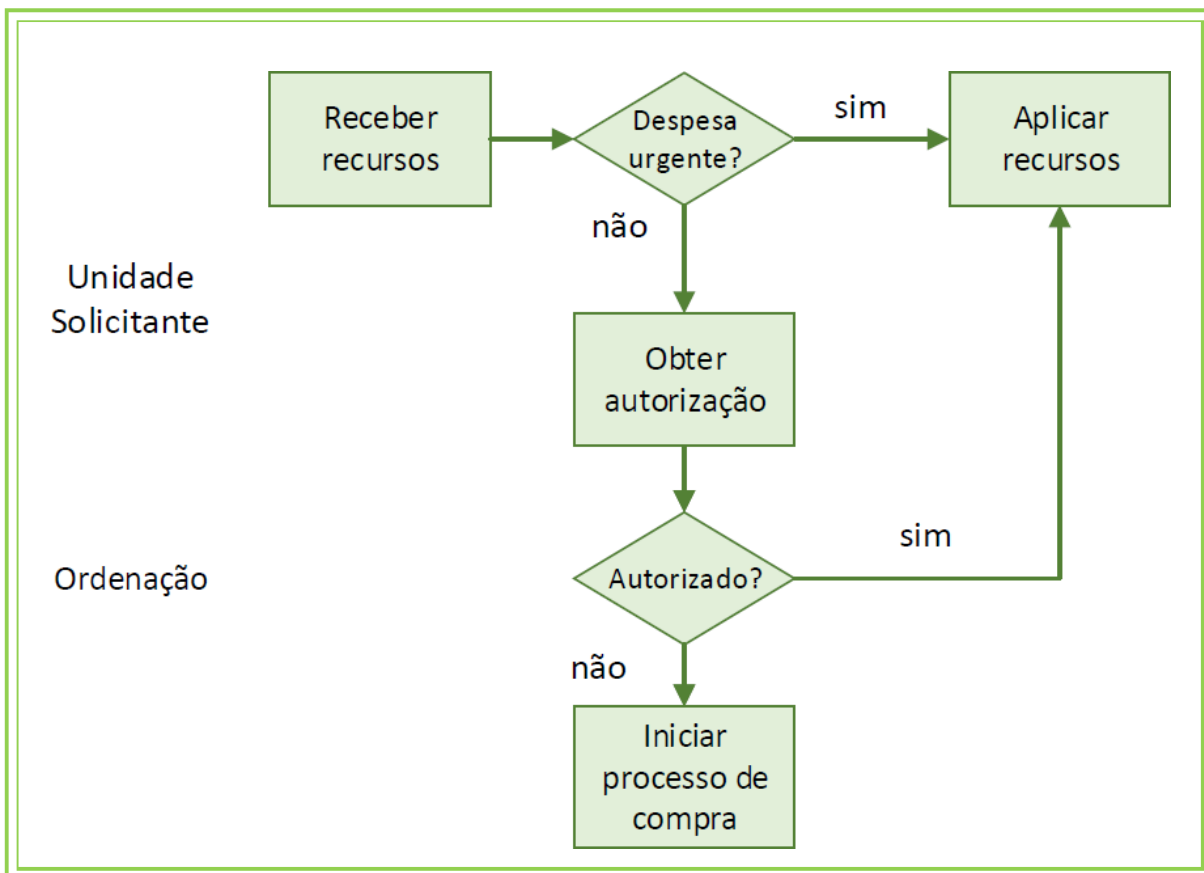 Receber
recursos
Despesa
urgente?
sim
Aplicar
recursos
não
Unidade
Solicitante
Obter
autorização
Ordenação
Autorizado?
sim
não
Iniciar
processo de
compra